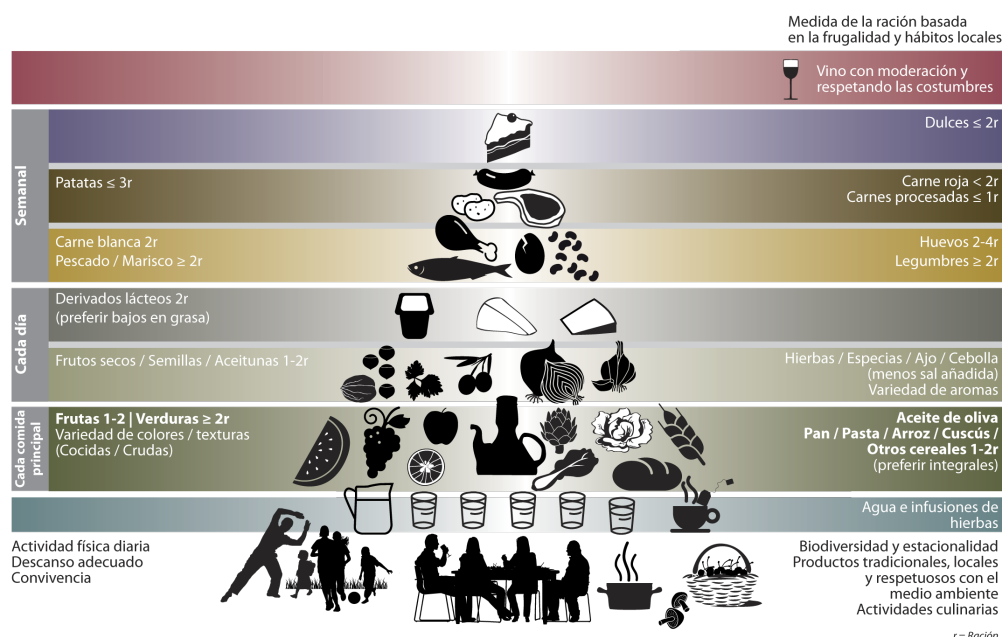 Medida de la ración basada
en la frugalidad y hábitos locales
Vino con moderación y
respetando las costumbres
Semanal
Dulces ≤ 2r
Patatas ≤ 3r
Carne roja < 2r
Carnes procesadas ≤ 1r
Carne blanca 2r
Pescado / Marisco ≥ 2r
Huevos 2-4r
Legumbres ≥ 2r
Cada día
Derivados lácteos 2r
(preferir bajos en grasa)
Frutos secos / Semillas / Aceitunas 1-2r
Hierbas / Especias / Ajo / Cebolla
(menos sal añadida)
Variedad de aromas
Cada comida
principal
Frutas 1-2 | Verduras ≥ 2r
Variedad de colores / texturas
(Cocidas / Crudas)
Aceite de oliva
Pan / Pasta / Arroz / Cuscús /
Otros cereales 1-2r
(preferir integrales)
Agua e infusiones de
hierbas
Actividad física diaria
Descanso adecuado
Convivencia
Biodiversidad y estacionalidad
Productos tradicionales, locales
y respetuosos con el
medio ambiente
Actividades culinarias
r = Ración